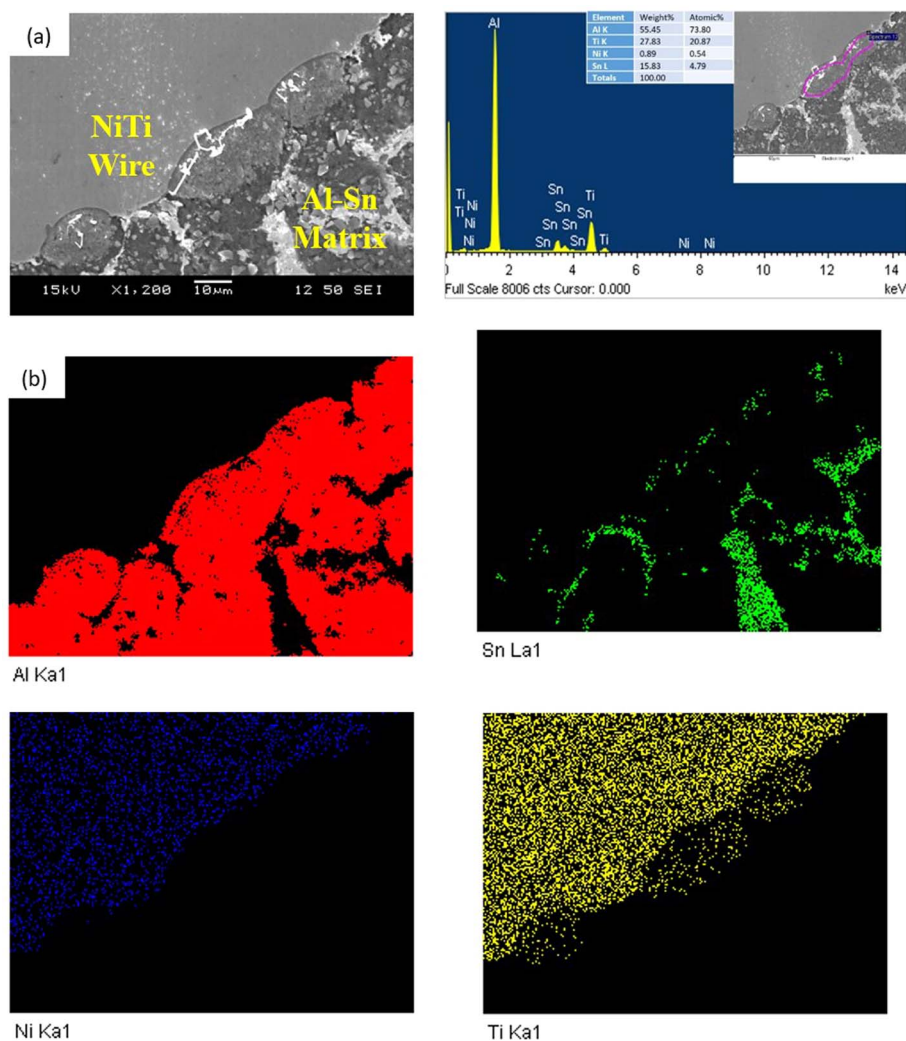 (a)
NiTi
Wire
Al-Sn
Matrix
15kV X1,200 10µm 12 50 SEI
Element Weight% Atomic%
Al K 55.45 73.80
Ti K 27.83 20.87
Ni K 0.89 0.54
Sn L 15.83 4.79
Totals 100.00
Al
Ti
Ti Ni
Ni
Ni
Sn
Sn Sn
Sn Sn
Sn Sn
Ti
Sn
Ti
Ni Ni
0 2 4 6 8 10 12 14
Full Scale 8006 cts Cursor: 0.000 keV
(b)
Al Ka1
Sn La1
Ni Ka1
Ti Ka1